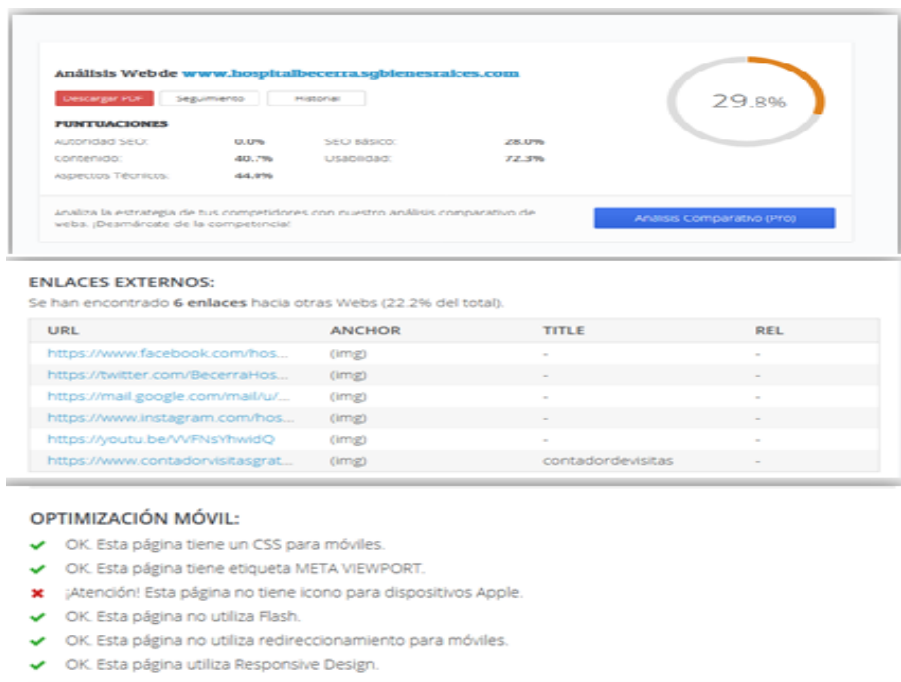 Análisis Web de www.hospitalbecerra.sgbienesraices.com
Descargar PDF Seguimiento Historial
29.8%
PUNTUACIONES
Autoridad SEO: 0.0% SEO Básico: 28.0%
Contenido: 40.7% Usabilidad: 72.3%
Aspectos Técnicos: 44.9%
Analiza la estrategia de tus competidores con nuestro análisis comparativo de
webs. ¡Desmárcate de la competencia!
Análisis Comparativo (Pro)
ENLACES EXTERNOS:
Se han encontrado 6 enlaces hacia otras Webs (22.2% del total).
URL ANCHOR TITLE REL
https://www.facebook.com/hos... (img) - -
https://twitter.com/BecerraHos... (img) - -
https://mail.google.com/mail/u/... (img) - -
https://www.instagram.com/hos... (img) - -
https://youtu.be/VVFNsYhwidQ (img) - -
https://www.contadorvisitasgrat... (img) contadordevisitas -
OPTIMIZACIÓN MÓVIL:
✔ OK. Esta página tiene un CSS para móviles.
✔ OK. Esta página tiene etiqueta META VIEWPORT.
✖ ¡Atención! Esta página no tiene icono para dispositivos Apple.
✔ OK. Esta página no utiliza Flash.
✔ OK. Esta página no utiliza redireccionamiento para móviles.
✔ OK. Esta página utiliza Responsive Design.